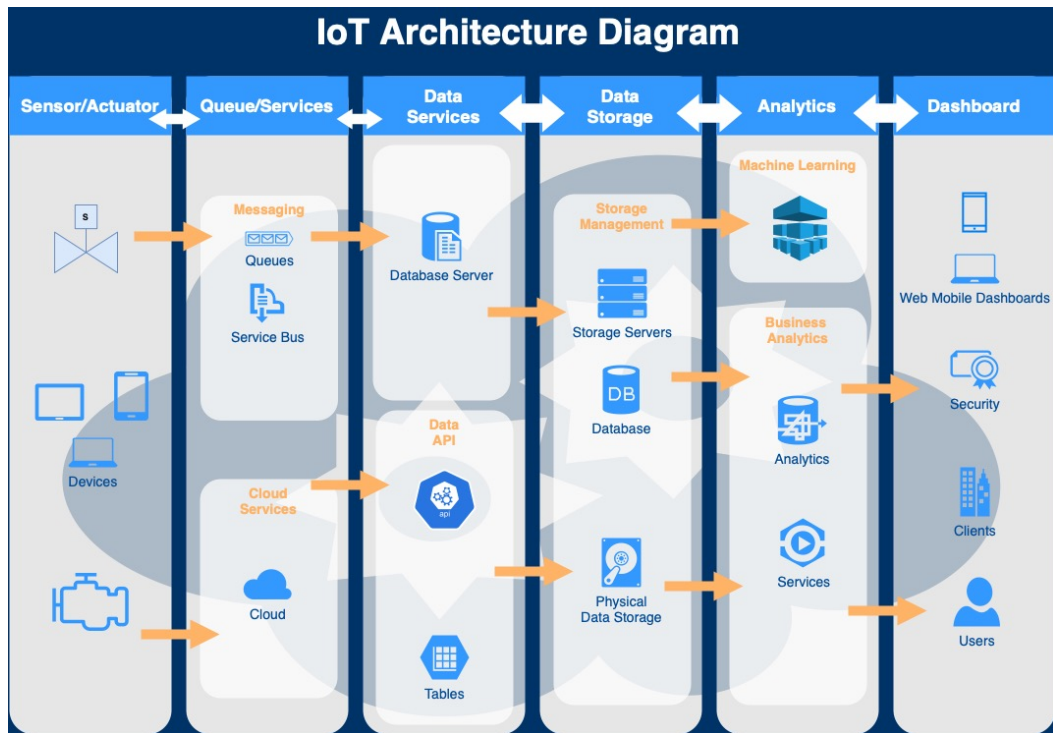 IoT Architecture Diagram
Sensor/Actuator
Queue/Services
Data
Services
Data
Storage
Analytics
Dashboard
S
Devices
Messaging
Queues
Service Bus
Cloud
Services
Cloud
Database Server
Data
API
api
Tables
Storage
Management
Storage Servers
DB
Database
Physical
Data Storage
Machine Learning
Business
Analytics
Analytics
Services
Web Mobile Dashboards
Security
Clients
Users